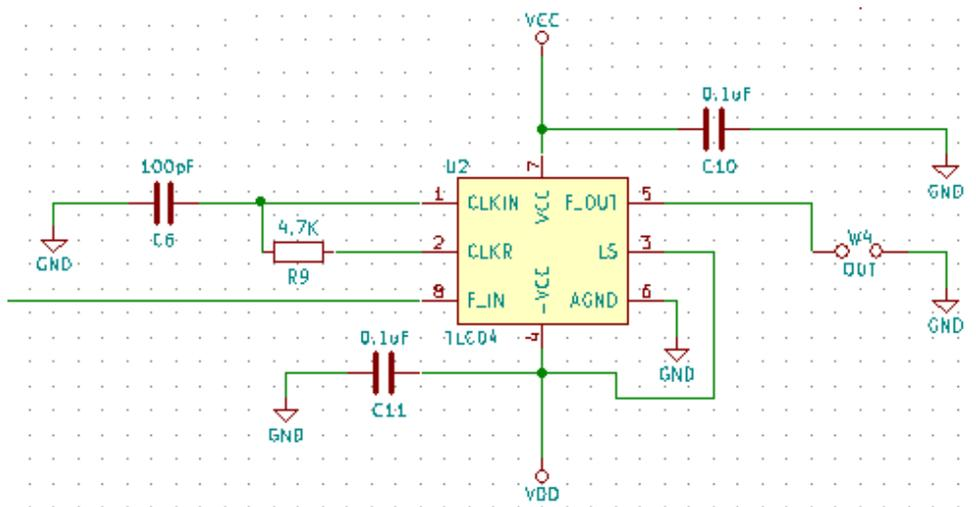 VCC
0.1uF
C10
GND
100pF
C6
GND
4.7K
R9
U2
1
CLKIN
2
CLKR
8
F_IN
7
VCC
4
-VCC
5
F_OUT
3
LS
6
AGND
TLC04
GND
W4
OUT
GND
0.1uF
C11
GND
VDD